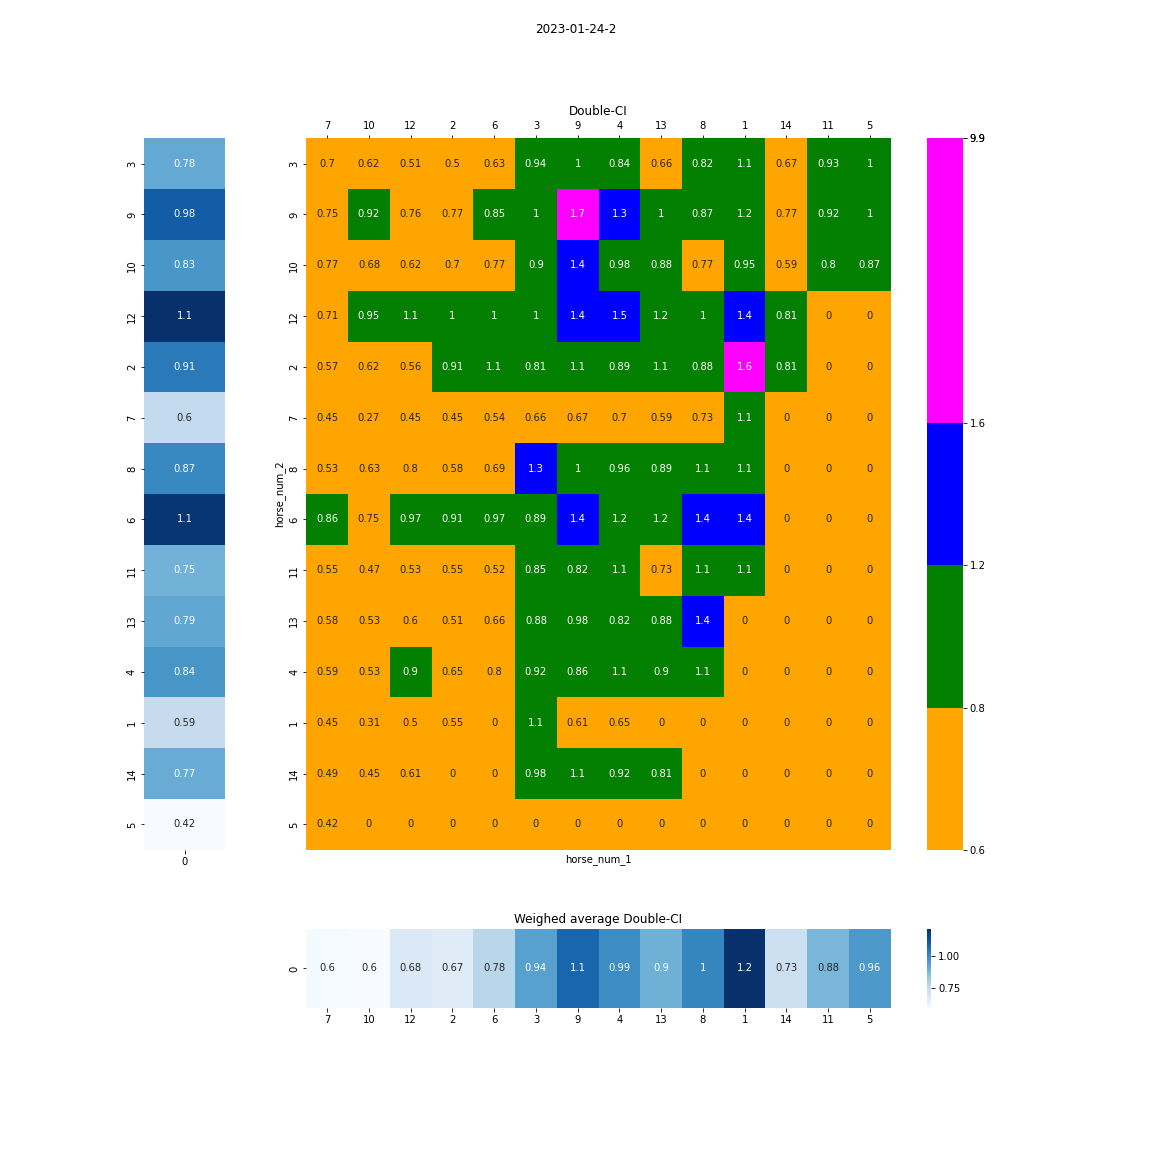 2023-01-24-2
Double-CI
7 10 12 2 6 3 9 4 13 8 1 14 11 5
3 0.78 3 0.7 0.62 0.51 0.5 0.63 0.94 1 0.84 0.66 0.82 1.1 0.67 0.93 1
9 0.98 9 0.75 0.92 0.76 0.77 0.85 1 1.7 1.3 1 0.87 1.2 0.77 0.92 1
10 0.83 10 0.77 0.68 0.62 0.7 0.77 0.9 1.4 0.98 0.88 0.77 0.95 0.59 0.8 0.87
12 1.1 12 0.71 0.95 1.1 1 1 1 1.4 1.5 1.2 1 1.4 0.81 0 0
2 0.91 2 0.57 0.62 0.56 0.91 1.1 0.81 1.1 0.89 1.1 0.88 1.6 0.81 0 0
7 0.6 7 0.45 0.27 0.45 0.45 0.54 0.66 0.67 0.7 0.59 0.73 1.1 0 0 0
8 0.87 8 0.53 0.63 0.8 0.58 0.69 1.3 1 0.96 0.89 1.1 1.1 0 0 0
6 1.1 6 0.86 0.75 0.97 0.91 0.97 0.89 1.4 1.2 1.2 1.4 1.4 0 0 0
11 0.75 11 0.55 0.47 0.53 0.55 0.52 0.85 0.82 1.1 0.73 1.1 1.1 0 0 0
13 0.79 13 0.58 0.53 0.6 0.51 0.66 0.88 0.98 0.82 0.88 1.4 0 0 0 0
4 0.84 4 0.59 0.53 0.9 0.65 0.8 0.92 0.86 1.1 0.9 1.1 0 0 0 0
1 0.59 1 0.45 0.31 0.5 0.55 0 1.1 0.61 0.65 0 0 0 0 0 0
14 0.77 14 0.49 0.45 0.61 0 0 0.98 1.1 0.92 0.81 0 0 0 0 0
5 0.42 5 0.42 0 0 0 0 0 0 0 0 0 0 0 0 0
0
horse_num_2
horse_num_1
9.9
1.6
1.2
0.8
0.6
Weighed average Double-CI
0 0.6 0.6 0.68 0.67 0.78 0.94 1.1 0.99 0.9 1 1.2 0.73 0.88 0.96
7 10 12 2 6 3 9 4 13 8 1 14 11 5
1.00
0.75